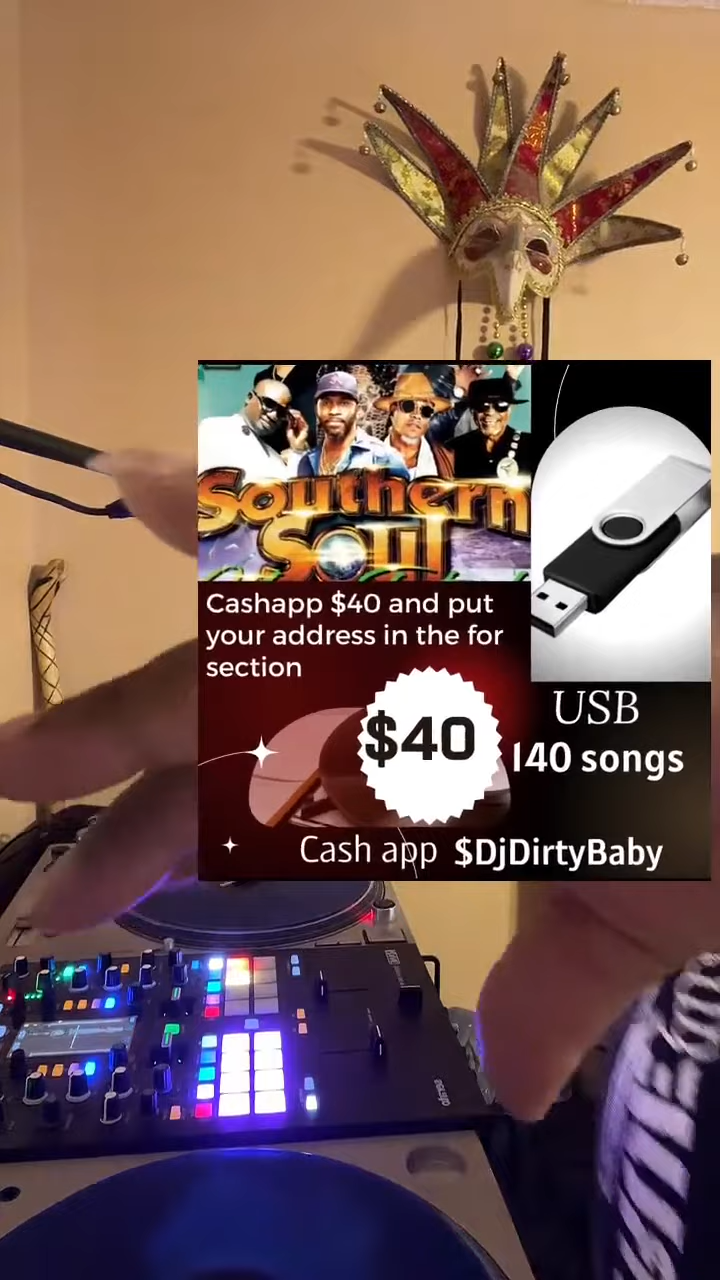 Southern
Soul
Cashapp $40 and put
your address in the for
section
$40
USB
140 songs
Cash app $DjDirtyBaby